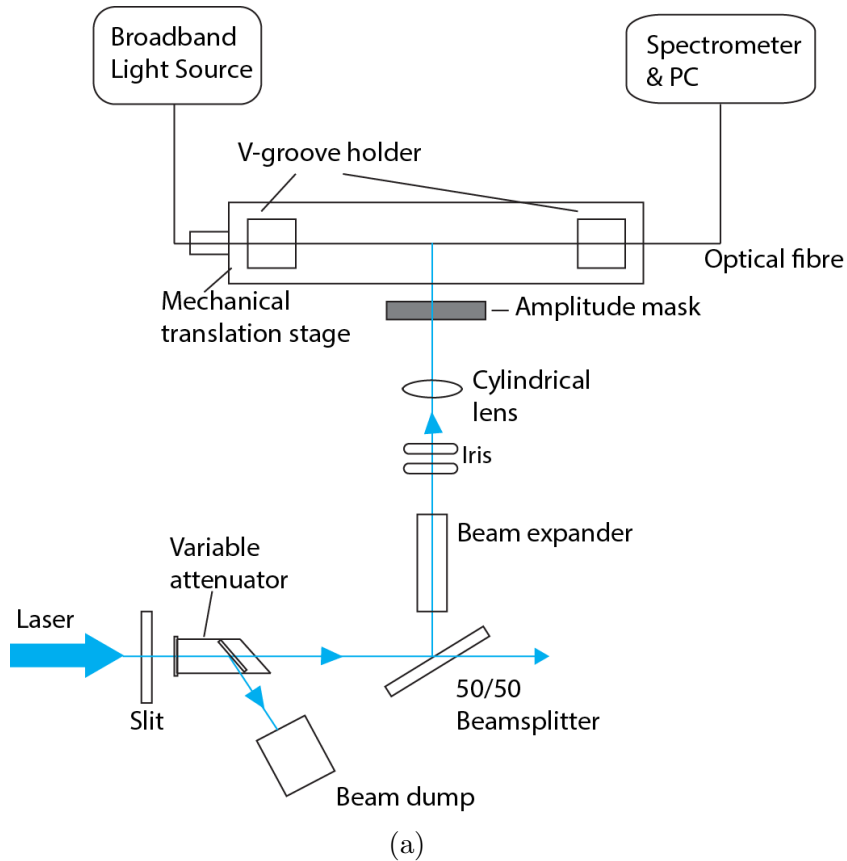 Broadband
Light Source
Spectrometer
& PC
V-groove holder
Optical fibre
Mechanical
translation stage
Amplitude mask
Cylindrical
lens
Iris
Beam expander
Variable
attenuator
Laser
Slit
50/50
Beamsplitter
Beam dump
(a)